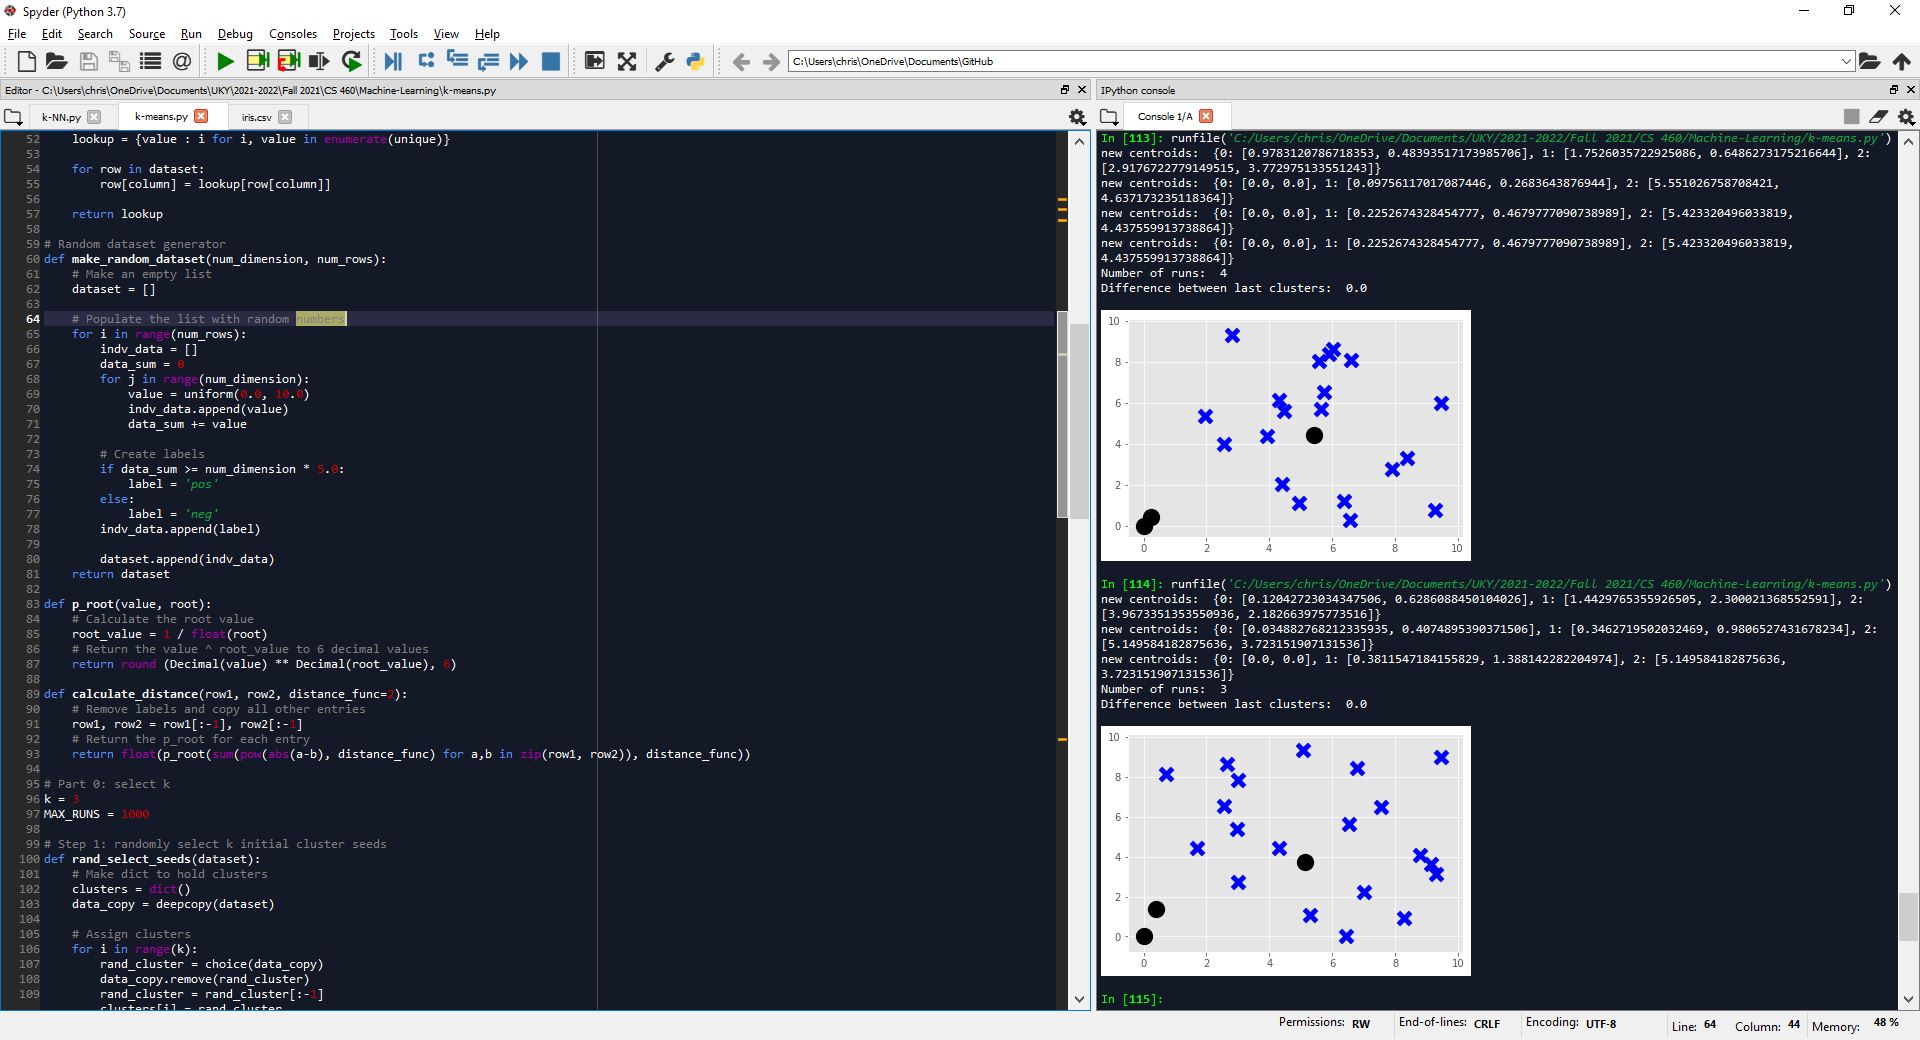 Spyder (Python 3.7)
File Edit Search Source Run Debug Consoles Projects Tools View Help
C:\Users\chris\OneDrive\Documents\GitHub
Editor - C:\Users\chris\OneDrive\Documents\UKY\2021-2022\Fall 2021\CS 460\Machine-Learning\k-means.py
k-NN.py k-means.py iris.csv
52 lookup = {value : i for i, value in enumerate(unique)}
53
54 for row in dataset:
55 row[column] = lookup[row[column]]
56
57 return lookup
58
59 # Random dataset generator
60 def make_random_dataset(num_dimension, num_rows):
61 # Make an empty list
62 dataset = []
63
64 # Populate the list with random numbers
65 for i in range(num_rows):
66 indv_data = []
67 data_sum = 0
68 for j in range(num_dimension):
69 value = uniform(0.0, 10.0)
70 indv_data.append(value)
71 data_sum += value
72
73 # Create labels
74 if data_sum >= num_dimension * 5.0:
75 label = 'pos'
76 else:
77 label = 'neg'
78 indv_data.append(label)
79
80 dataset.append(indv_data)
81 return dataset
82
83 def p_root(value, root):
84 # Calculate the root value
85 root_value = 1 / float(root)
86 # Return the value ^ root_value to 6 decimal values
87 return round (Decimal(value) ** Decimal(root_value), 6)
88
89 def calculate_distance(row1, row2, distance_func=2):
90 # Remove labels and copy all other entries
91 row1, row2 = row1[:-1], row2[:-1]
92 # Return the p_root for each entry
93 return float(p_root(sum(pow(abs(a-b), distance_func) for a,b in zip(row1, row2)), distance_func))
94
95 # Part 0: select k
96 k = 3
97 MAX_RUNS = 1000
98
99 # Step 1: randomly select k initial cluster seeds
100 def rand_select_seeds(dataset):
101 # Make dict to hold clusters
102 clusters = dict()
103 data_copy = deepcopy(dataset)
104
105 # Assign clusters
106 for i in range(k):
107 rand_cluster = choice(data_copy)
108 data_copy.remove(rand_cluster)
109 rand_cluster = rand_cluster[:-1]
clusters[i] = rand_cluster
IPython console
Console 1/A
In [113]: runfile('C:/Users/chris/OneDrive/Documents/UKY/2021-2022/Fall 2021/CS 460/Machine-Learning/k-means.py')
new centroids: {0: [0.9783120786718353, 0.48393517173985706], 1: [1.7526035722925086, 0.6486273175216644], 2:
[2.9176722779149515, 3.772975133551243]}
new centroids: {0: [0.0, 0.0], 1: [0.09756117017087446, 0.2683643876944], 2: [5.551026758708421,
4.637173235118364]}
new centroids: {0: [0.0, 0.0], 1: [0.2252674328454777, 0.4679777090738989], 2: [5.423320496033819,
4.437559913738864]}
new centroids: {0: [0.0, 0.0], 1: [0.2252674328454777, 0.4679777090738989], 2: [5.423320496033819,
4.437559913738864]}
Number of runs: 4
Difference between last clusters: 0.0
10
8
6
4
2
0
0 2 4 6 8 10
In [114]: runfile('C:/Users/chris/OneDrive/Documents/UKY/2021-2022/Fall 2021/CS 460/Machine-Learning/k-means.py')
new centroids: {0: [0.12042723034347506, 0.6286088450104026], 1: [1.4429765355926505, 2.300021368552591], 2:
[3.9673351353550936, 2.182663975773516]}
new centroids: {0: [0.034882768212335935, 0.4074895390371506], 1: [0.3462719502032469, 0.9806527431678234], 2:
[5.149584182875636, 3.723151907131536]}
new centroids: {0: [0.0, 0.0], 1: [0.3811547184155829, 1.388142282204974], 2: [5.149584182875636,
3.723151907131536]}
Number of runs: 3
Difference between last clusters: 0.0
10
8
6
4
2
0
0 2 4 6 8 10
In [115]:
Permissions: RW End-of-lines: CRLF Encoding: UTF-8 Line: 64 Column: 44 Memory: 48 %